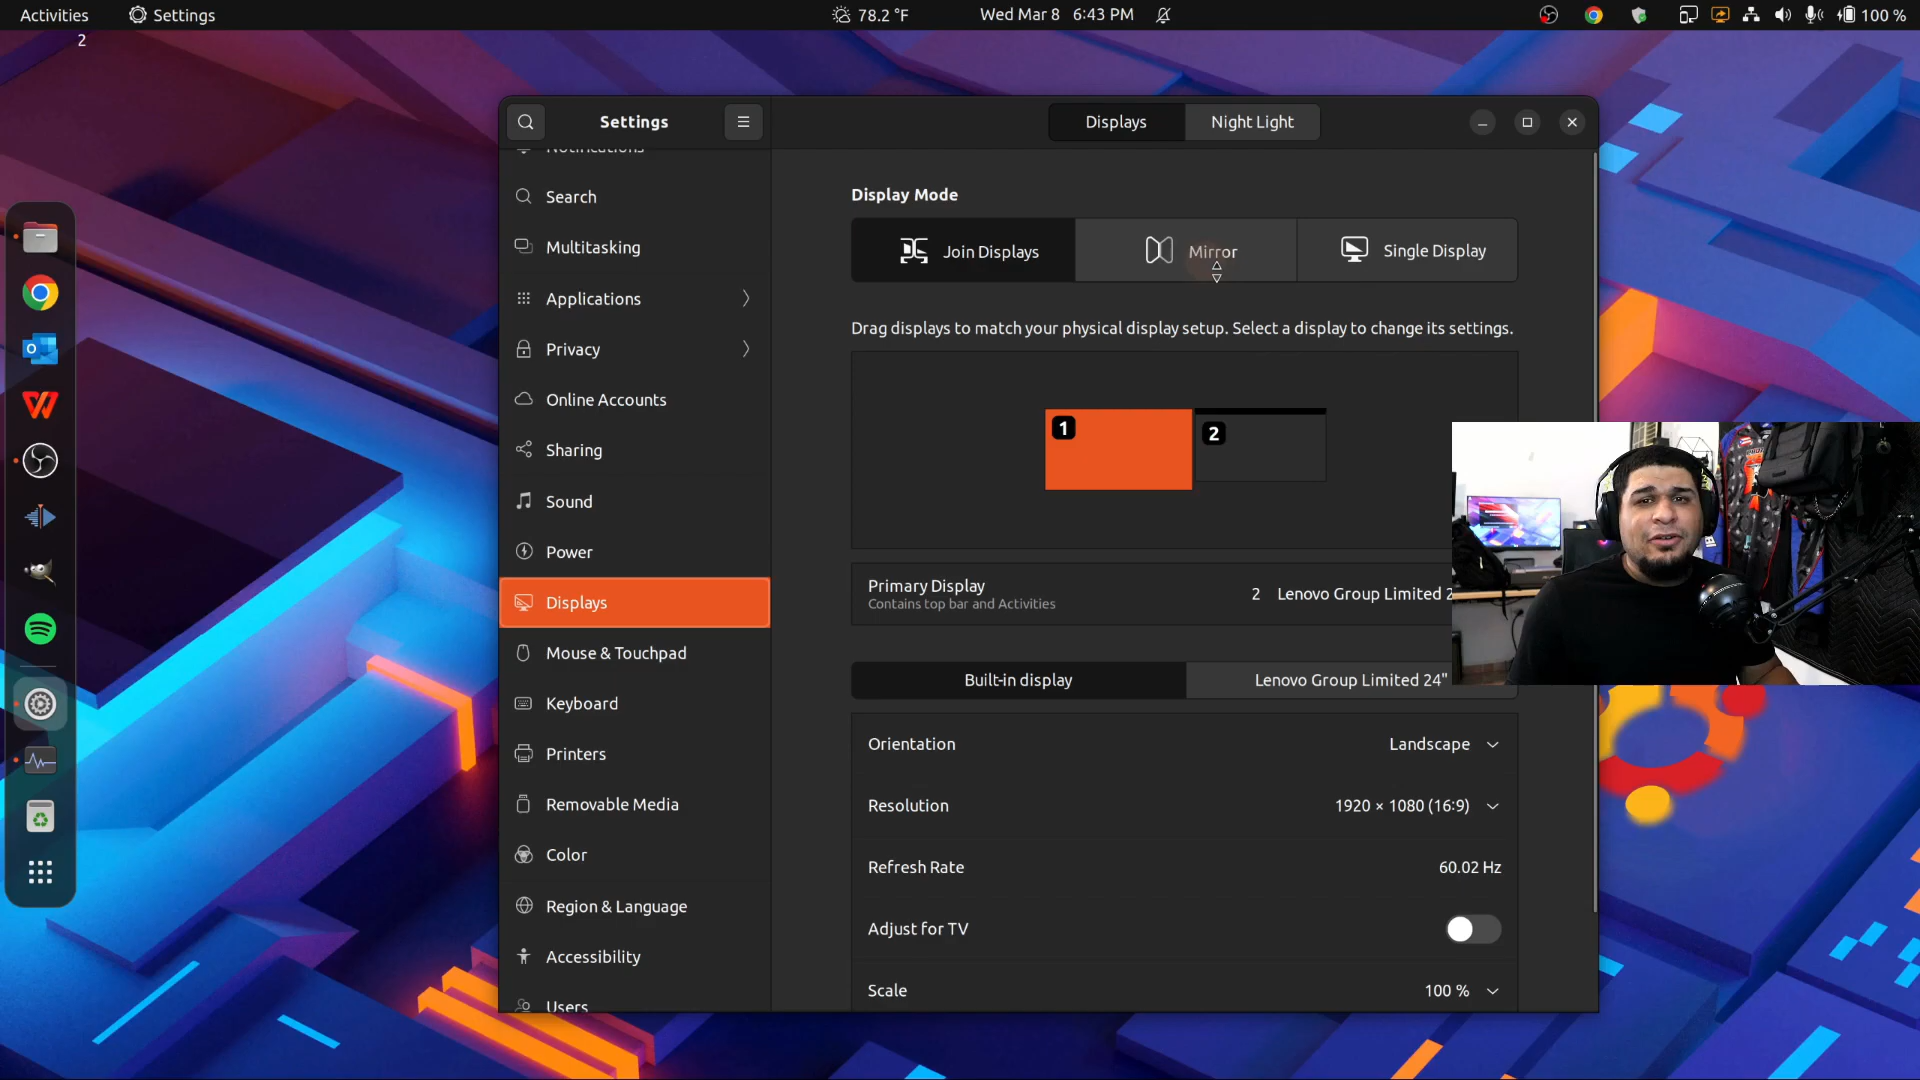 Activities Settings 78.2 °F Wed Mar 8 6:43 PM 100 %
2
Settings Displays Night Light
Notifications
Search
Multitasking
Applications
Privacy
Online Accounts
Sharing
Sound
Power
Displays
Mouse & Touchpad
Keyboard
Printers
Removable Media
Color
Region & Language
Accessibility
Users
Display Mode
Join Displays Mirror Single Display
Drag displays to match your physical display setup. Select a display to change its settings.
1 2
Primary Display
Contains top bar and Activities
2 Lenovo Group Limited
Built-in display Lenovo Group Limited 24"
Orientation Landscape
Resolution 1920 × 1080 (16:9)
Refresh Rate 60.02 Hz
Adjust for TV
Scale 100 %